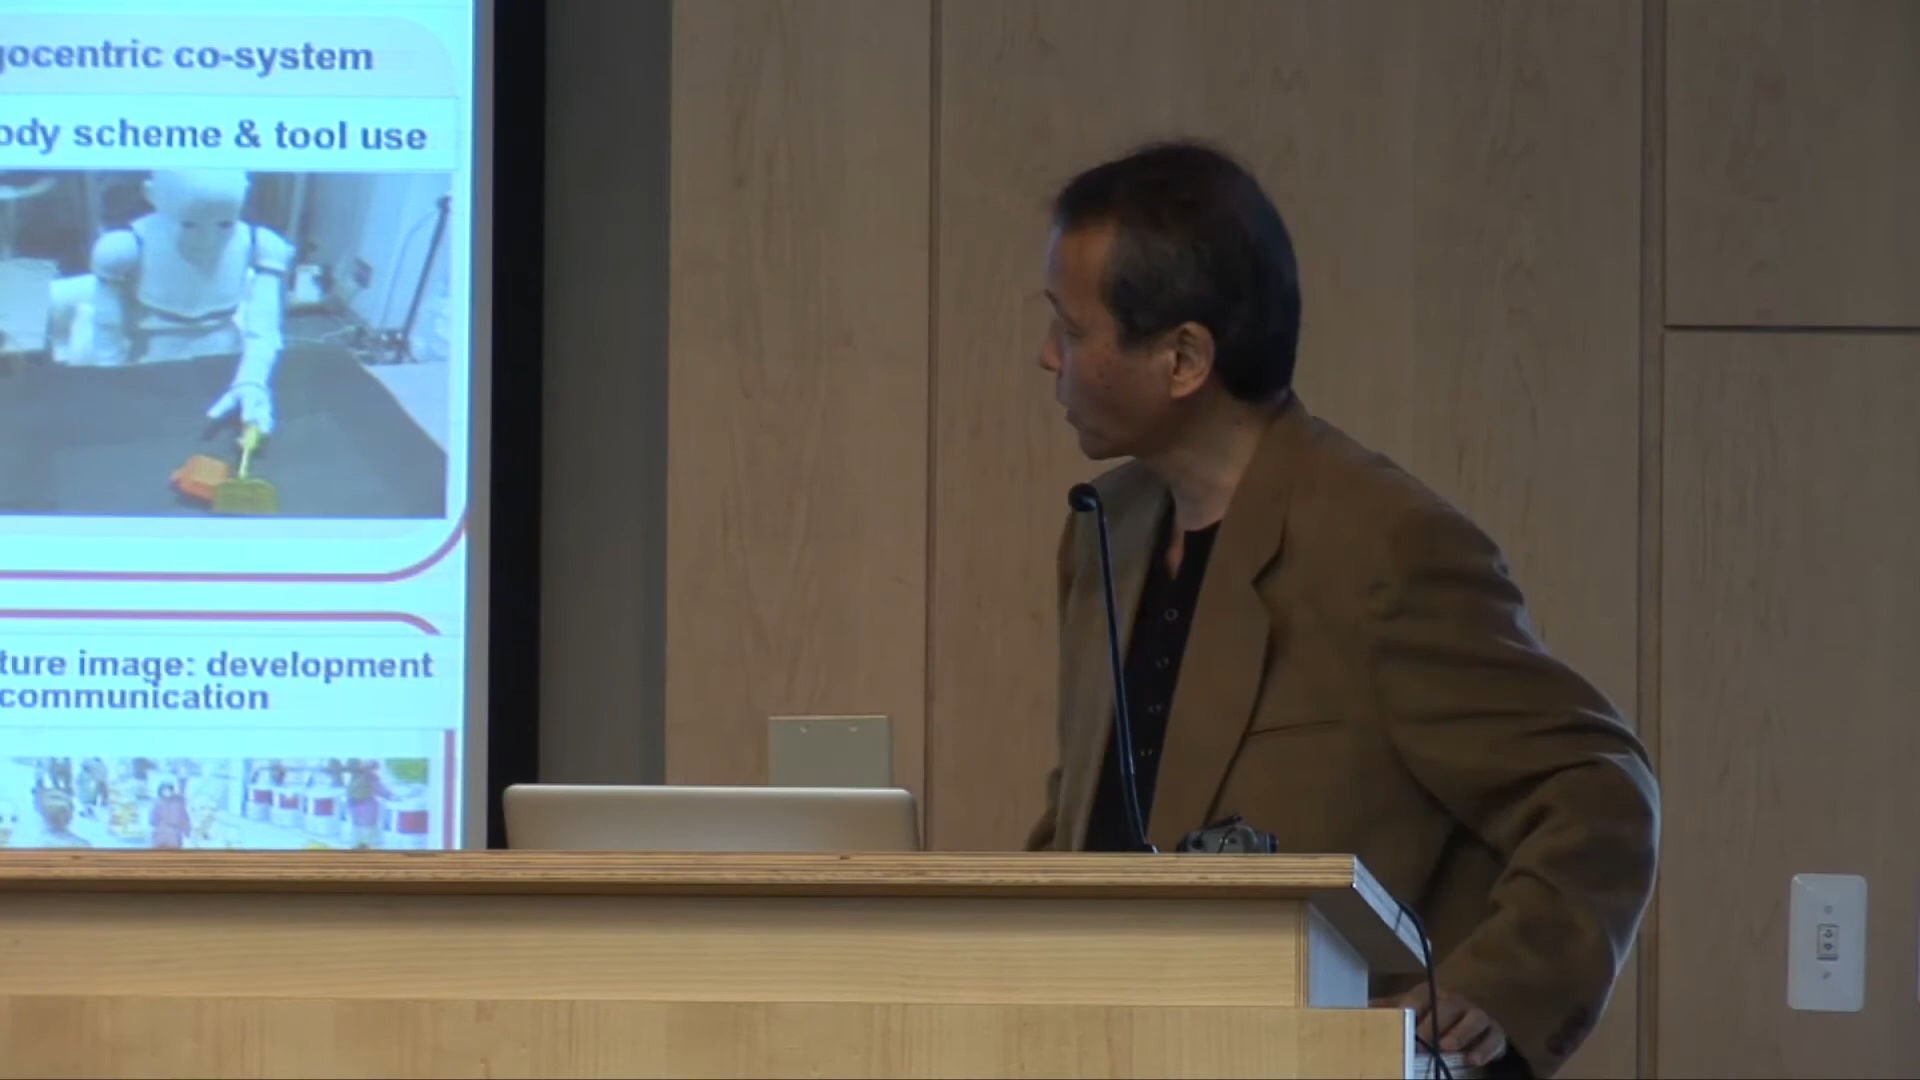 gocentric co-system
ody scheme & tool use
ture image: development
communication